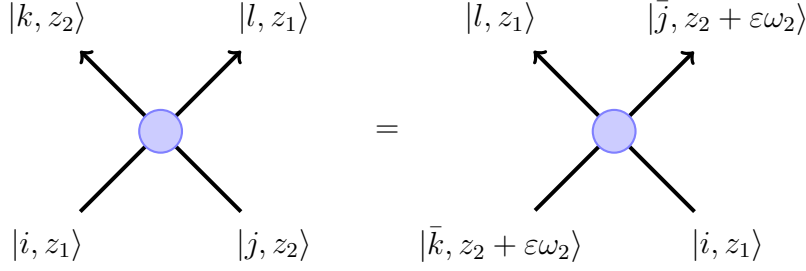 |k, z₂⟩ |l, z₁⟩ |l, z₁⟩ |j̄, z₂ + εω₂⟩
=
|i, z₁⟩ |j, z₂⟩ |k̄, z₂ + εω₂⟩ |i, z₁⟩